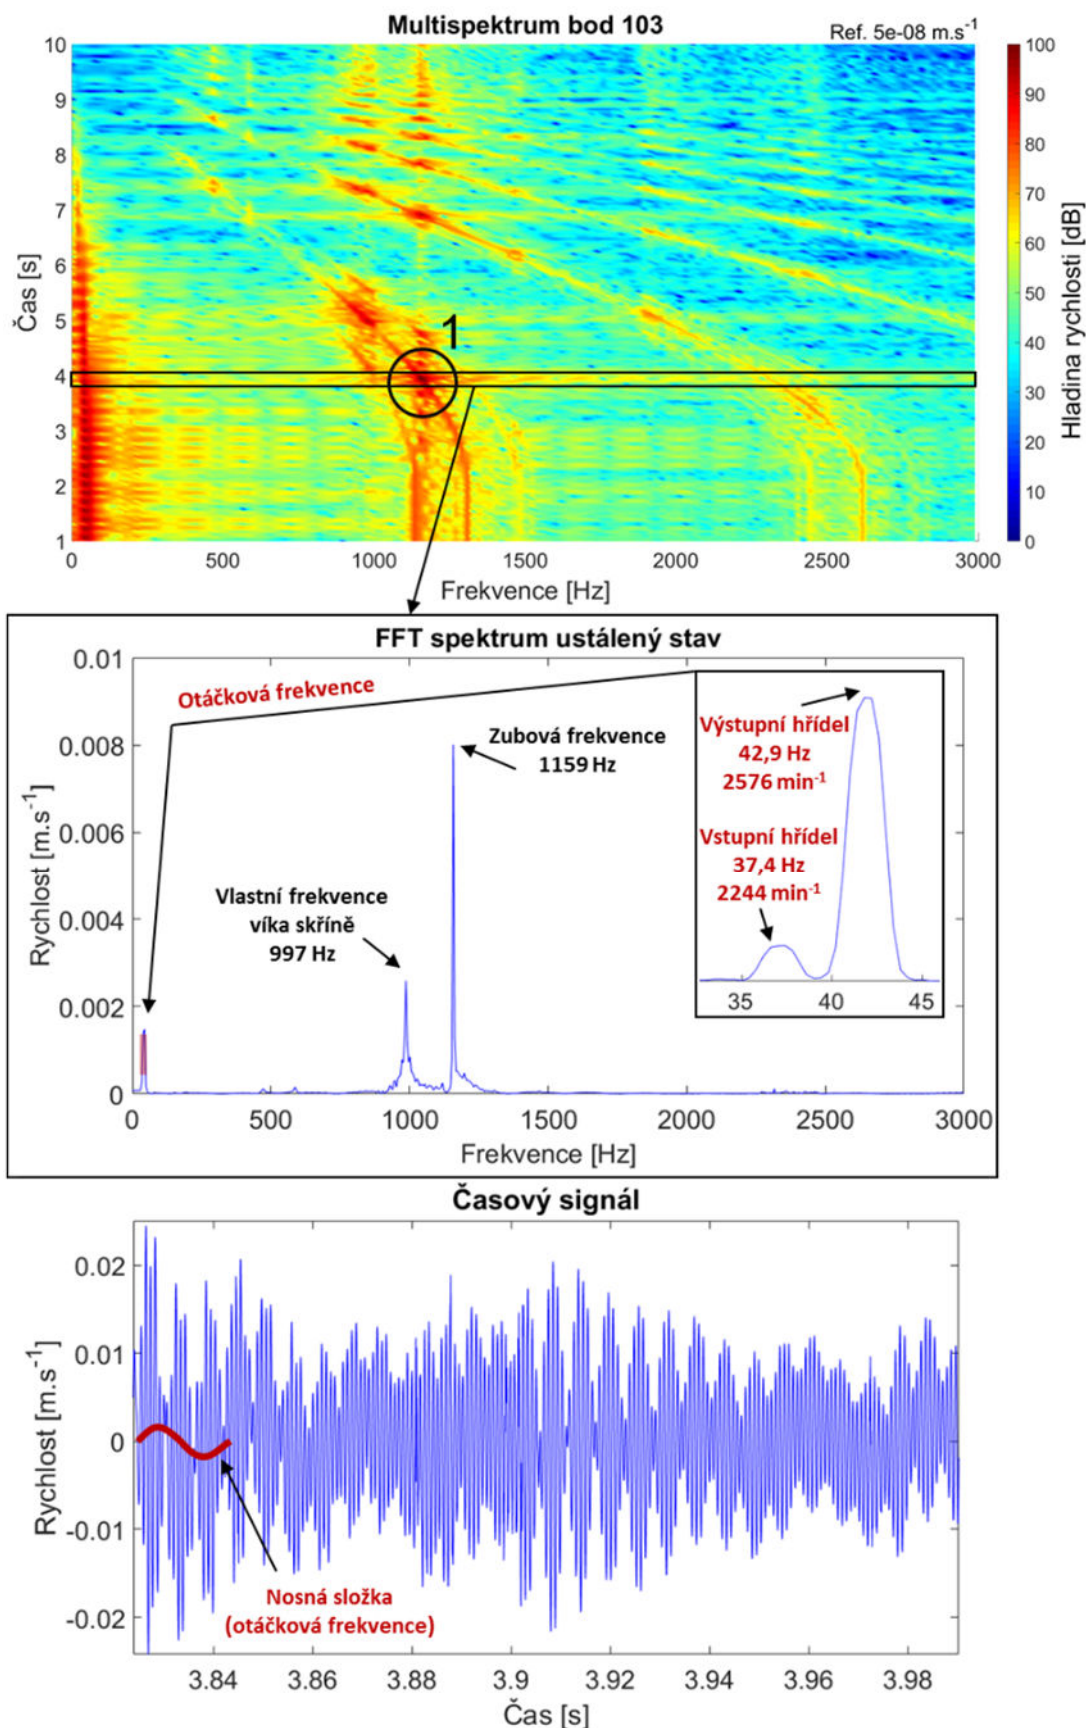 Multispektrum bod 103
Ref. 5e-08 m.s⁻¹
Čas [s]
10
9
8
7
6
5
4
3
2
1
1
0
500
1000
1500
2000
2500
3000
Frekvence [Hz]
100
90
80
70
60
50
40
30
20
10
0
Hladina rychlosti [dB]
FFT spektrum ustálený stav
Rychlost [m.s⁻¹]
0.01
0.008
0.006
0.004
0.002
0
Otáčková frekvence
Zubová frekvence
1159 Hz
Vlastní frekvence
víka skříně
997 Hz
Výstupní hřídel
42,9 Hz
2576 min⁻¹
Vstupní hřídel
37,4 Hz
2244 min⁻¹
35
40
45
0
500
1000
1500
2000
2500
3000
Frekvence [Hz]
Časový signál
Rychlost [m.s⁻¹]
0.02
0.01
0
-0.01
-0.02
Nosná složka
(otáčková frekvence)
3.84
3.86
3.88
3.9
3.92
3.94
3.96
3.98
Čas [s]